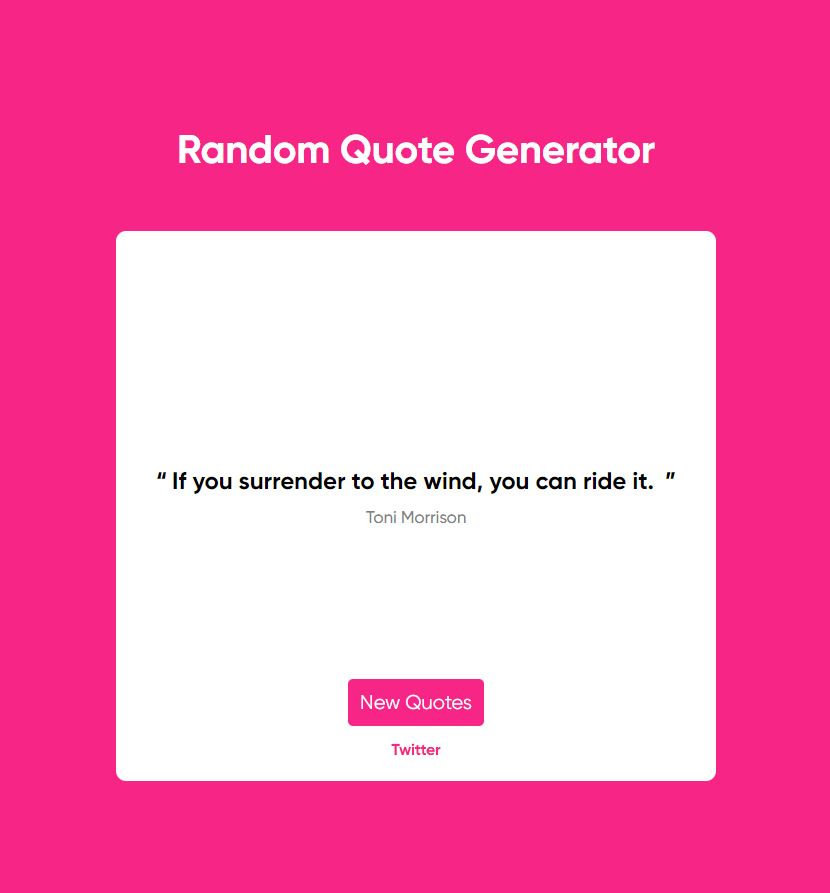 Random Quote Generator
“ If you surrender to the wind, you can ride it. ”
Toni Morrison
New Quotes
Twitter